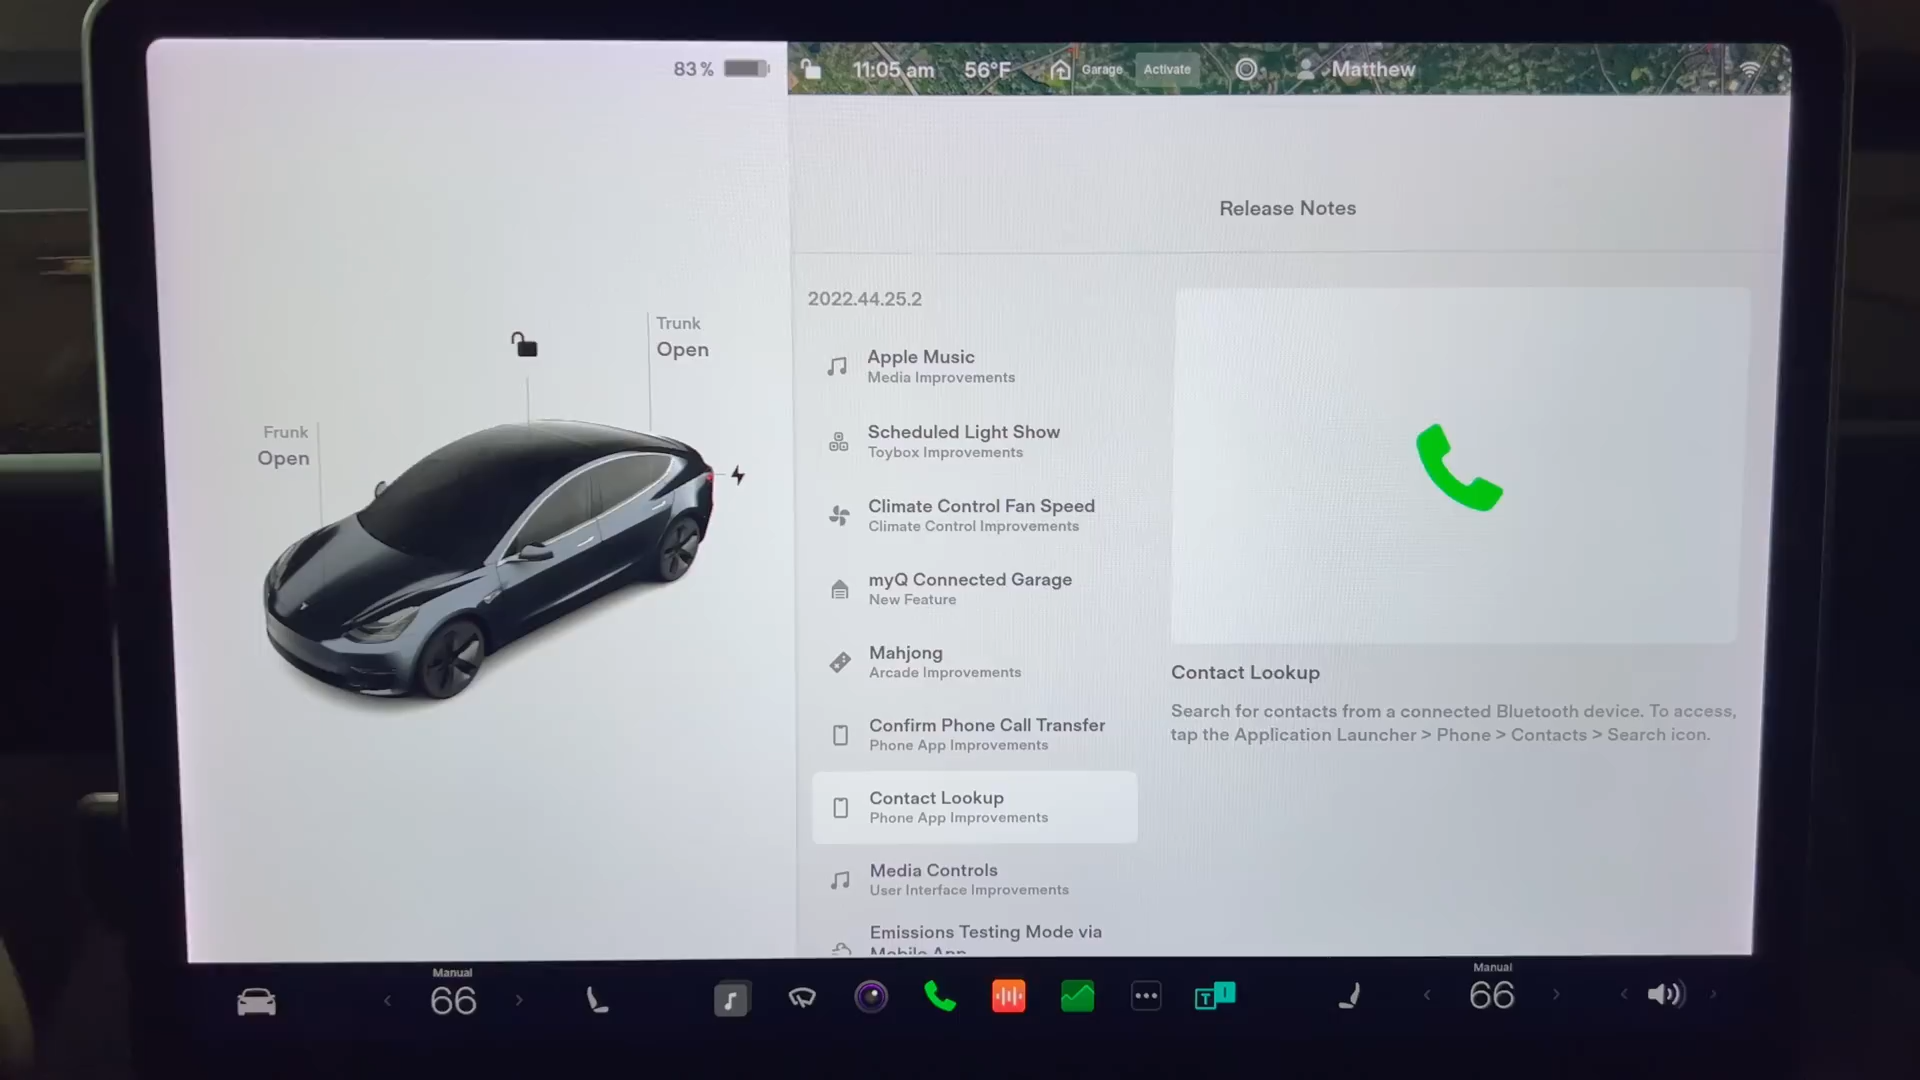 83 %
11:05 am
56°F
Garage
Activate
Matthew
Release Notes
2022.44.25.2
Trunk
Open
Frunk
Open
Apple Music
Media Improvements
Scheduled Light Show
Toybox Improvements
Climate Control Fan Speed
Climate Control Improvements
myQ Connected Garage
New Feature
Mahjong
Arcade Improvements
Confirm Phone Call Transfer
Phone App Improvements
Contact Lookup
Phone App Improvements
Media Controls
User Interface Improvements
Emissions Testing Mode via
Mobile App
Contact Lookup
Search for contacts from a connected Bluetooth device. To access,
tap the Application Launcher > Phone > Contacts > Search icon.
Manual
66
T I
Manual
66